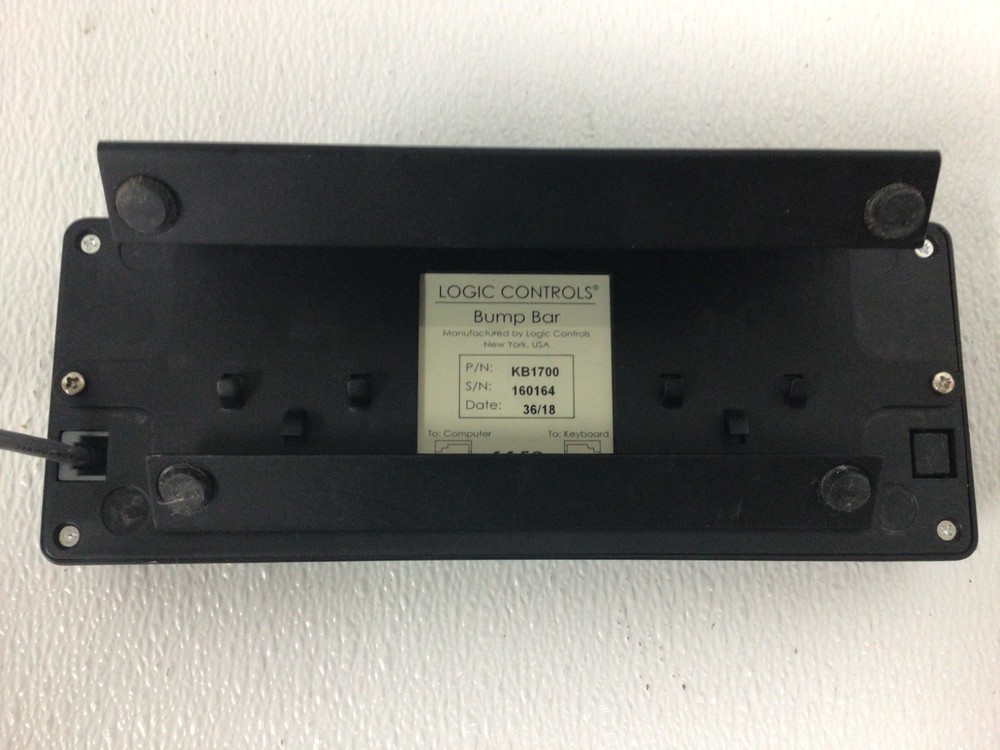 LOGIC CONTROLS®
Bump Bar
Manufactured by Logic Controls
New York, USA
P/N: KB1700
S/N: 160164
Date: 36/18
To: Computer To: Keyboard